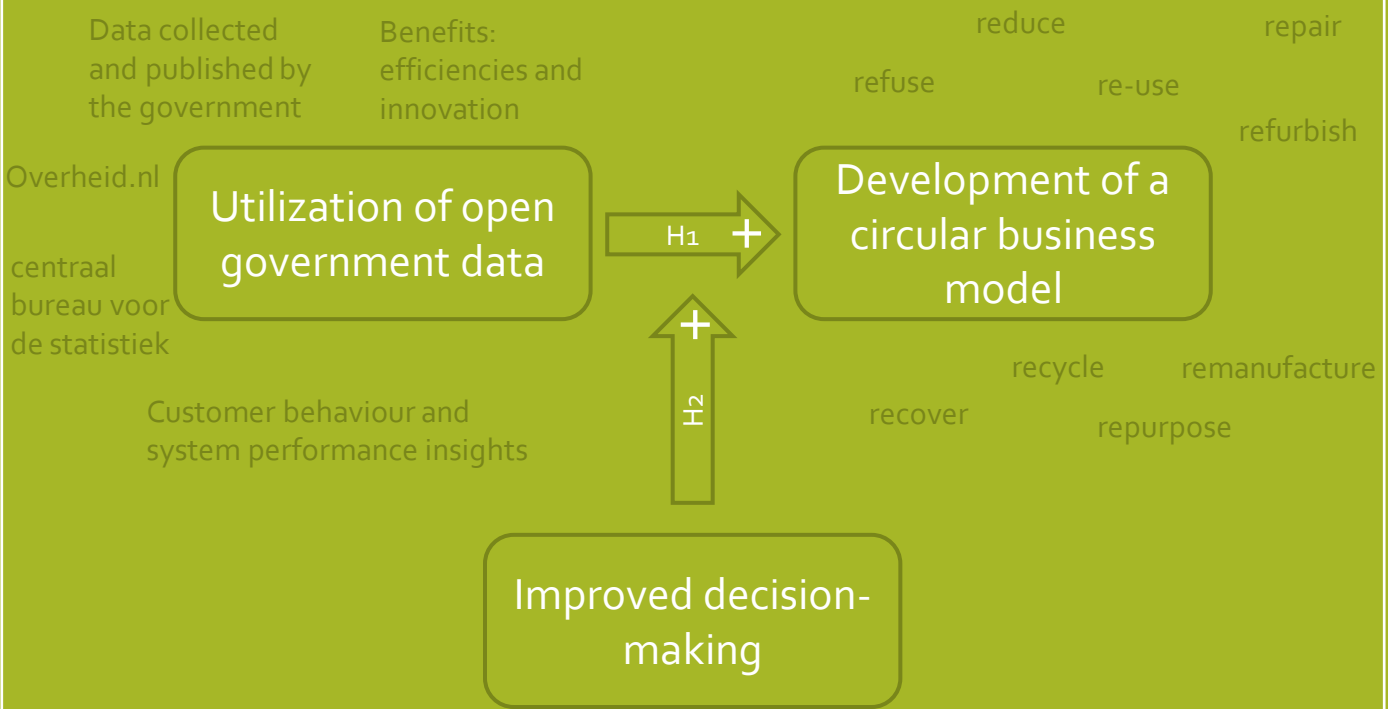 Data collected
and published by
the government
Benefits:
efficiencies and
innovation
reduce
repair
refuse
re-use
refurbish
Overheid.nl
Utilization of open
government data
H1
+
Development of a
circular business
model
centraal
bureau voor
de statistiek
+
H2
recycle
remanufacture
recover
repurpose
Customer behaviour and
system performance insights
Improved decision-
making